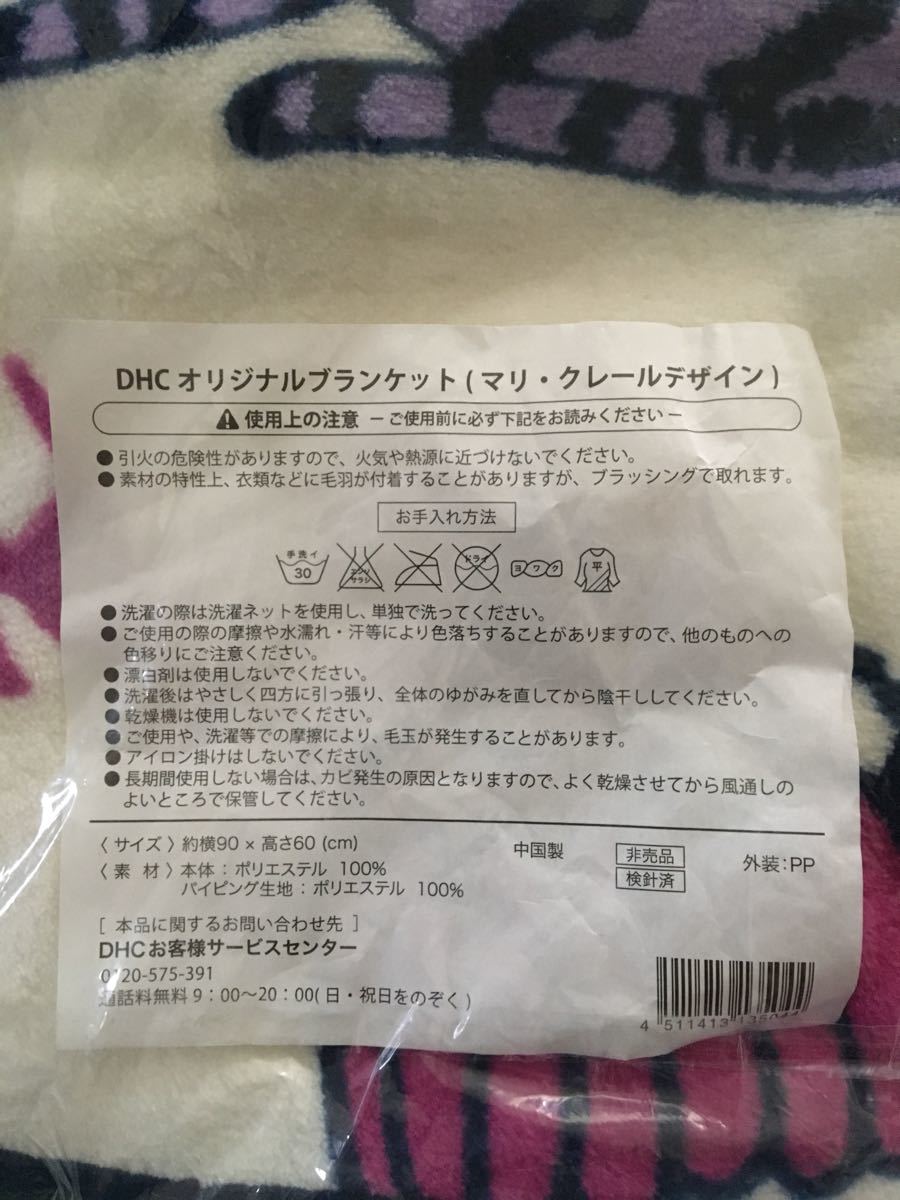 DHC オリジナルブランケット ( マリ・クレールデザイン )
使用上の注意 － ご使用前に必ず下記をお読みください －
● 引火の危険性がありますので、火気や熱源に近づけないでください。
● 素材の特性上、衣類などに毛羽が付着することがありますが、ブラッシングで取れます。
お手入れ方法
手洗イ 30 エンソ サラシ ドライ ヨワク 平
● 洗濯の際は洗濯ネットを使用し、単独で洗ってください。
● ご使用の際の摩擦や水濡れ・汗等により色落ちすることがありますので、他のものへの
色移りにご注意ください。
● 漂白剤は使用しないでください。
● 洗濯後はやさしく四方に引っ張り、全体のゆがみを直してから陰干ししてください。
● 乾燥機は使用しないでください。
● ご使用や、洗濯等での摩擦により、毛玉が発生することがあります。
● アイロン掛けはしないでください。
● 長期間使用しない場合は、カビ発生の原因となりますので、よく乾燥させてから風通しの
よいところで保管してください。
〈 サイズ 〉 約横90 × 高さ60 (cm) 中国製 非売品 外装：PP
〈 素 材 〉 本体：ポリエステル 100% 検針済
パイピング生地：ポリエステル 100%
[ 本品に関するお問い合わせ先 ]
DHCお客様サービスセンター
0120-575-391
通話料無料 9：00〜20：00( 日・祝日をのぞく )
4 511413 135044